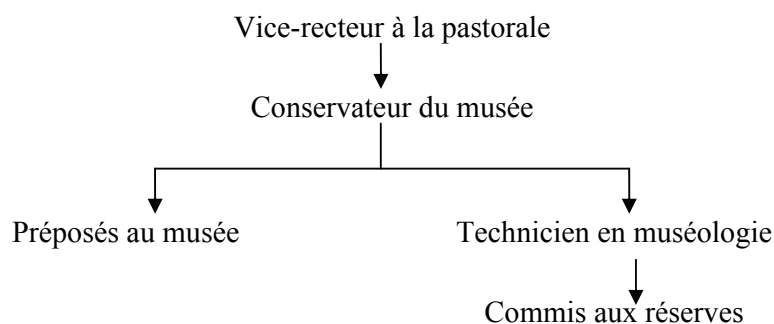 Vice-recteur à la pastorale
Conservateur du musée
Préposés au musée
Technicien en muséologie
Commis aux réserves